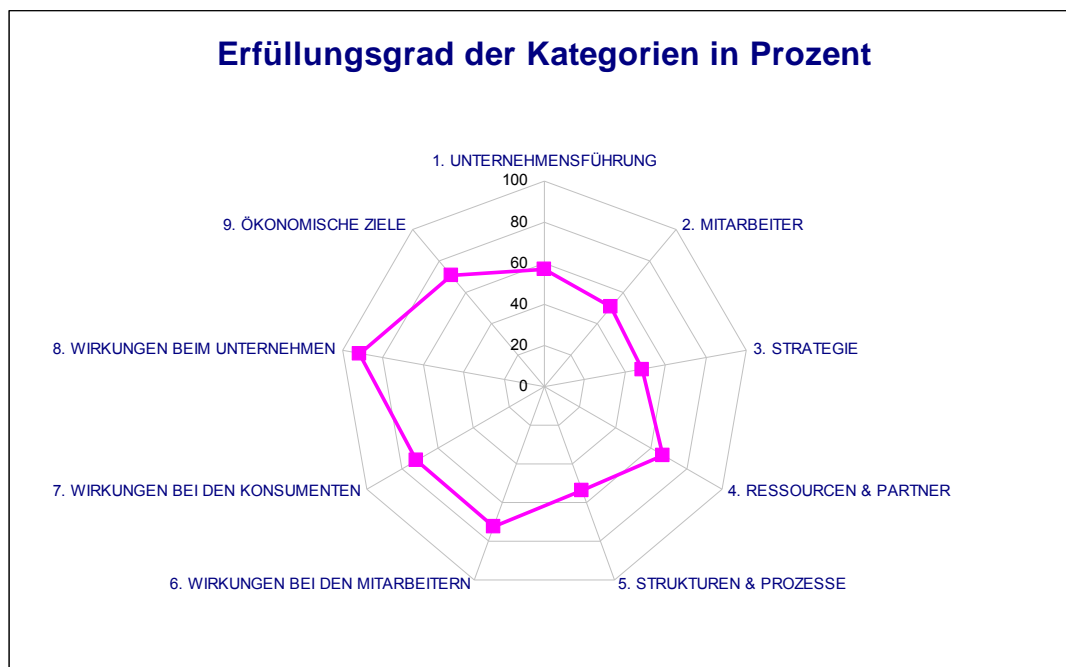 Erfüllungsgrad der Kategorien in Prozent
1. UNTERNEHMENSFÜHRUNG
100
80
60
40
20
0
2. MITARBEITER
3. STRATEGIE
4. RESSOURCEN & PARTNER
5. STRUKTUREN & PROZESSE
6. WIRKUNGEN BEI DEN MITARBEITERN
7. WIRKUNGEN BEI DEN KONSUMENTEN
8. WIRKUNGEN BEIM UNTERNEHMEN
9. ÖKONOMISCHE ZIELE